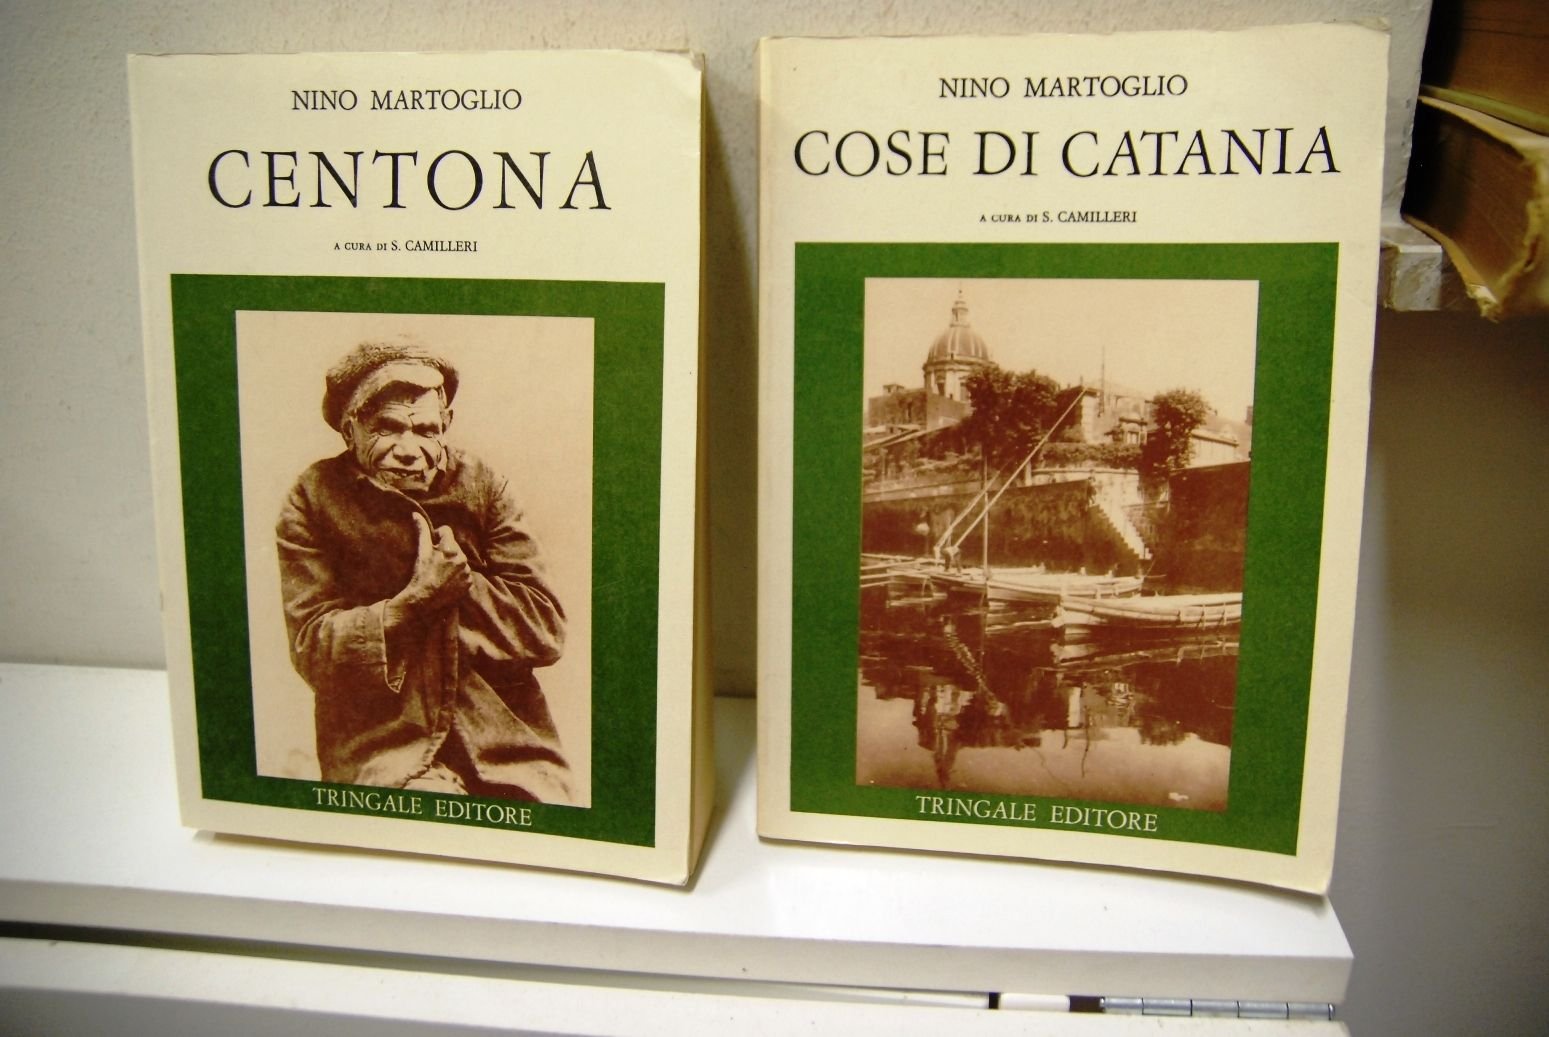 NINO MARTOGLIO
CENTONA
A CURA DI S. CAMILLERI
TRINGALE EDITORE
NINO MARTOGLIO
COSE DI CATANIA
A CURA DI S. CAMILLERI
TRINGALE EDITORE